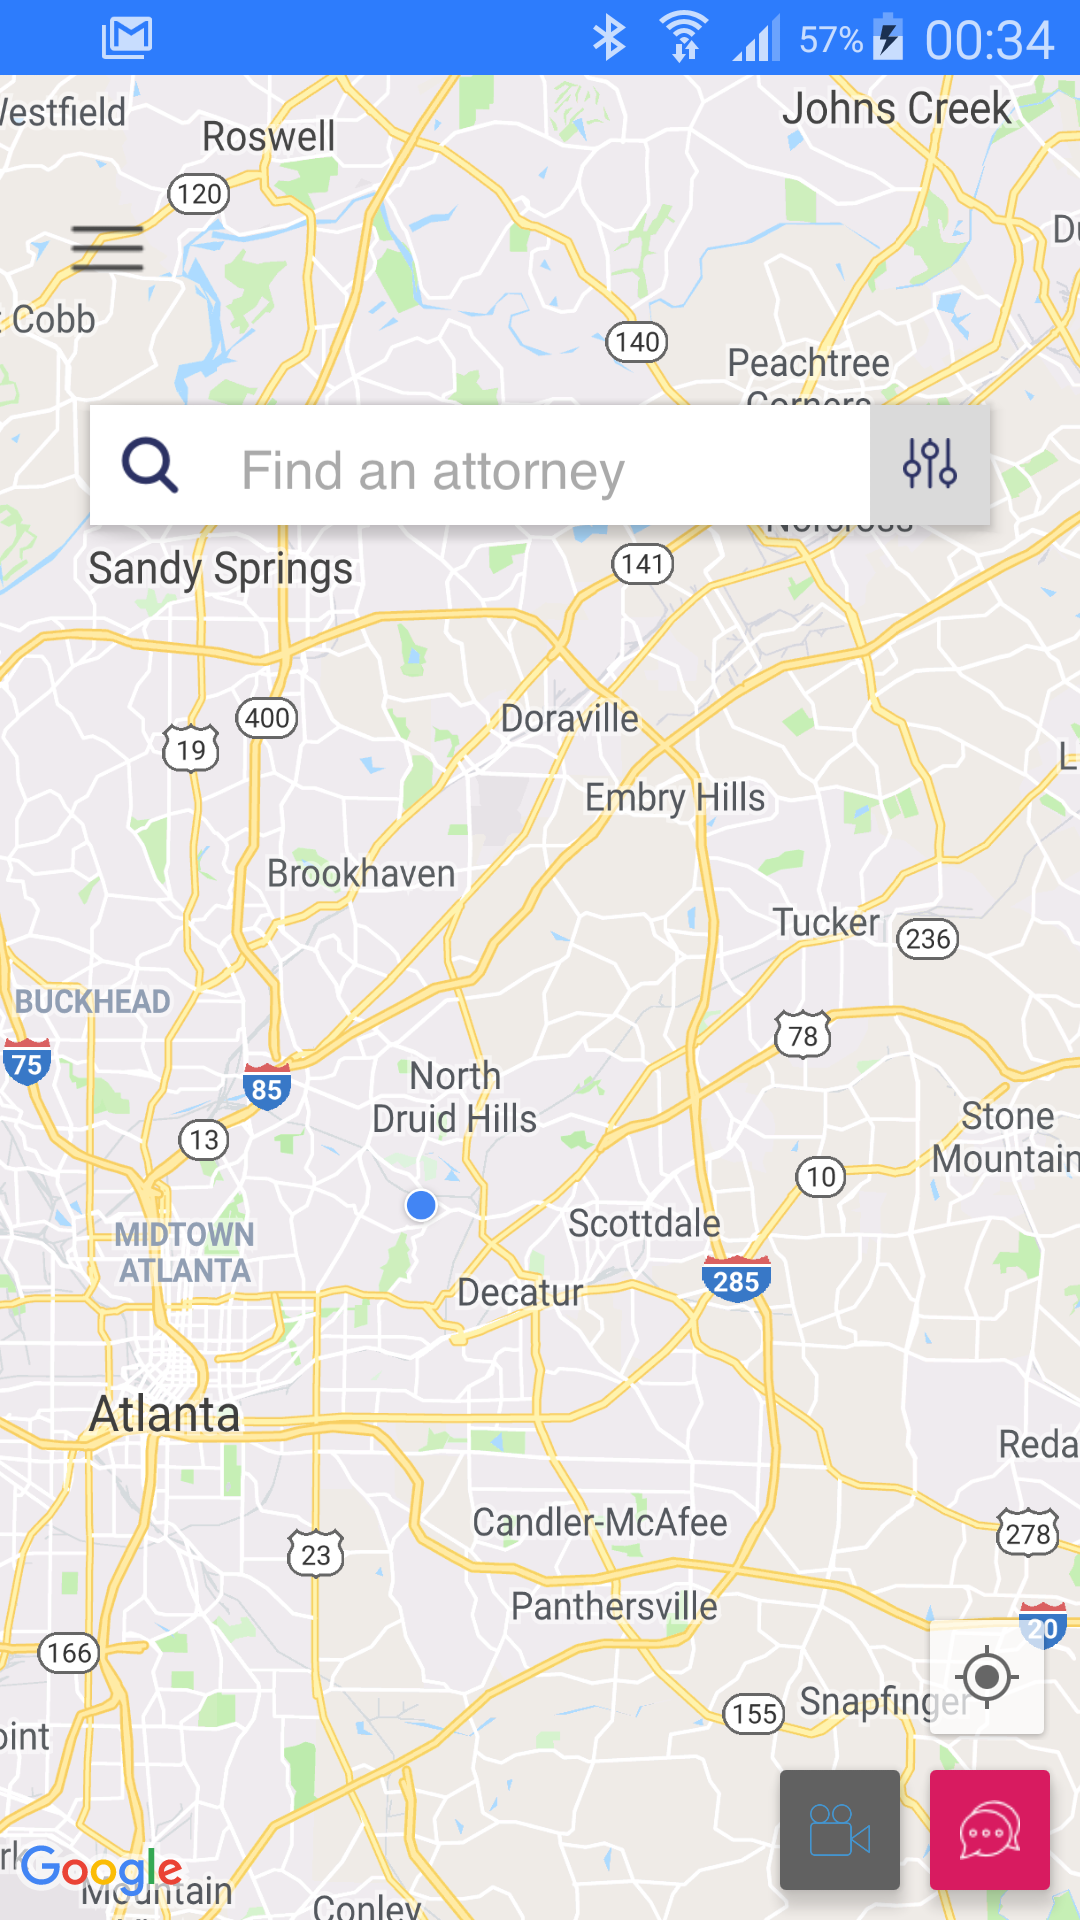 57% 00:34
Westfield
Johns Creek
Roswell
120
Cobb
140
Peachtree
Corners
Find an attorney
Norcross
Sandy Springs
141
400
Doraville
19
Embry Hills
Brookhaven
Tucker
236
BUCKHEAD
78
75
85
North
Druid Hills
Stone
Mountain
13
10
MIDTOWN
ATLANTA
Scottdale
285
Decatur
Atlanta
Reda
Candler-McAfee
278
23
Panthersville
20
166
155
Snapfinger
oint
Google
Mountain
Conley